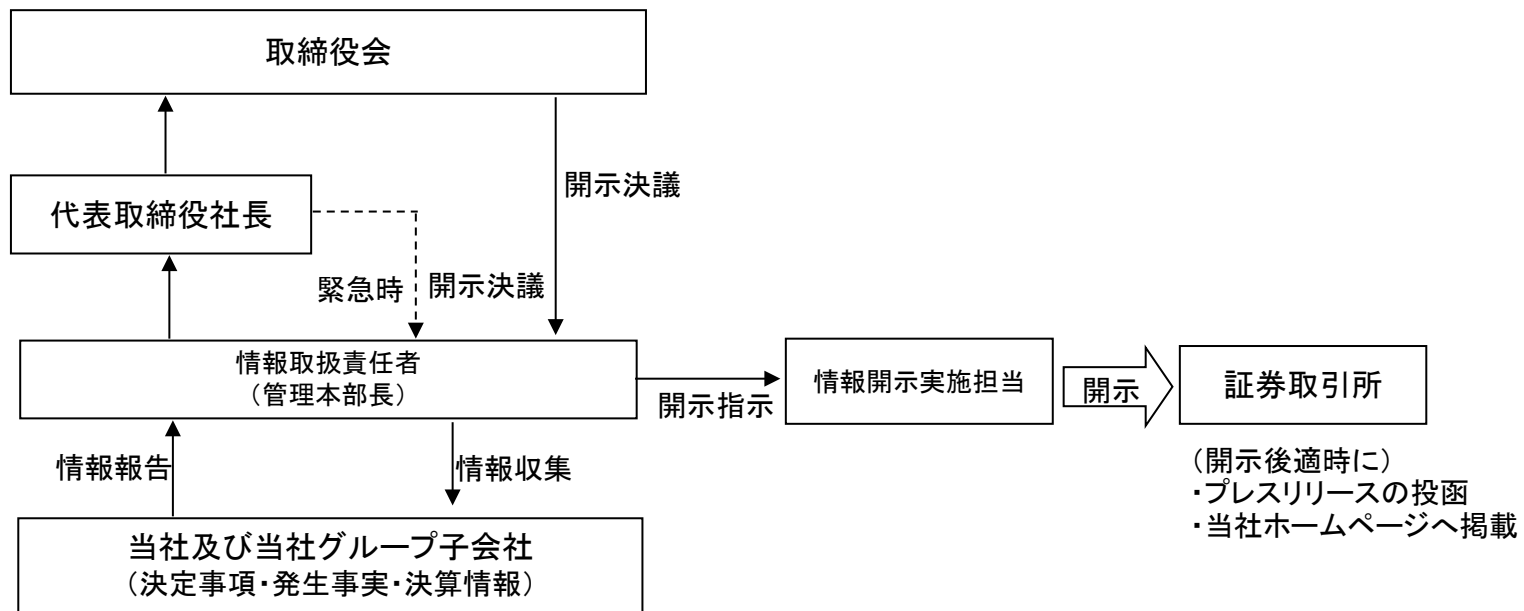 取締役会
開示決議
代表取締役社長
緊急時
開示決議
情報取扱責任者
（管理本部長）
開示指示
情報開示実施担当
開示
証券取引所
情報報告
情報収集
（開示後適時に）
・プレスリリースの投函
・当社ホームページへ掲載
当社及び当社グループ子会社
（決定事項・発生事実・決算情報）